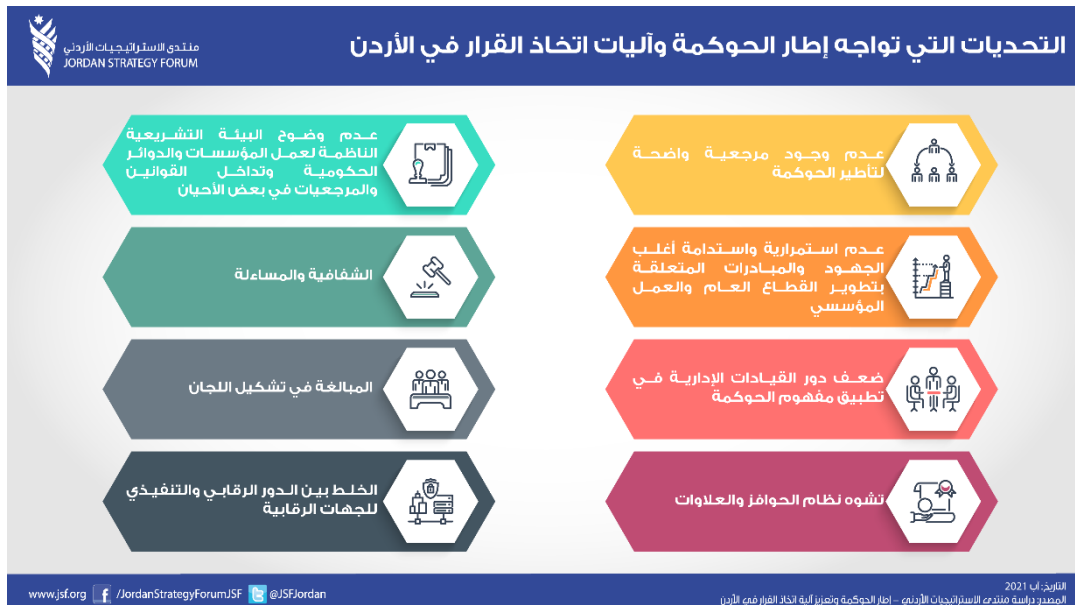 التحديات التي تواجه إطار الحوكمة وآليات اتخاذ القرار في الأردن
منتدى الاستراتيجيات الأردني
JORDAN STRATEGY FORUM
عدم وجود مرجعية واضحة
لتأطير الحوكمة
عدم وضوح البيئة التشريعية
الناظمة لعمل المؤسسات والدوائر
الحكومية وتداخل القوانين
والمرجعيات في بعض الأحيان
عدم استمرارية واستدامة أغلب
الجهود والمبادرات المتعلقة
بتطوير القطاع العام والعمل
المؤسسي
الشفافية والمساءلة
ضعف دور القيادات الإدارية في
تطبيق مفهوم الحوكمة
المبالغة في تشكيل اللجان
تشوه نظام الحوافز والعلاوات
الخلط بين الدور الرقابي والتنفيذي
للجهات الرقابية
التاريخ: آب 2021
المصدر: دراسة منتدى الاستراتيجيات الأردني – إطار الحوكمة وتعزيز آلية اتخاذ القرار في الأردن
www.jsf.org f /JordanStrategyForumJSF @JSFJordan